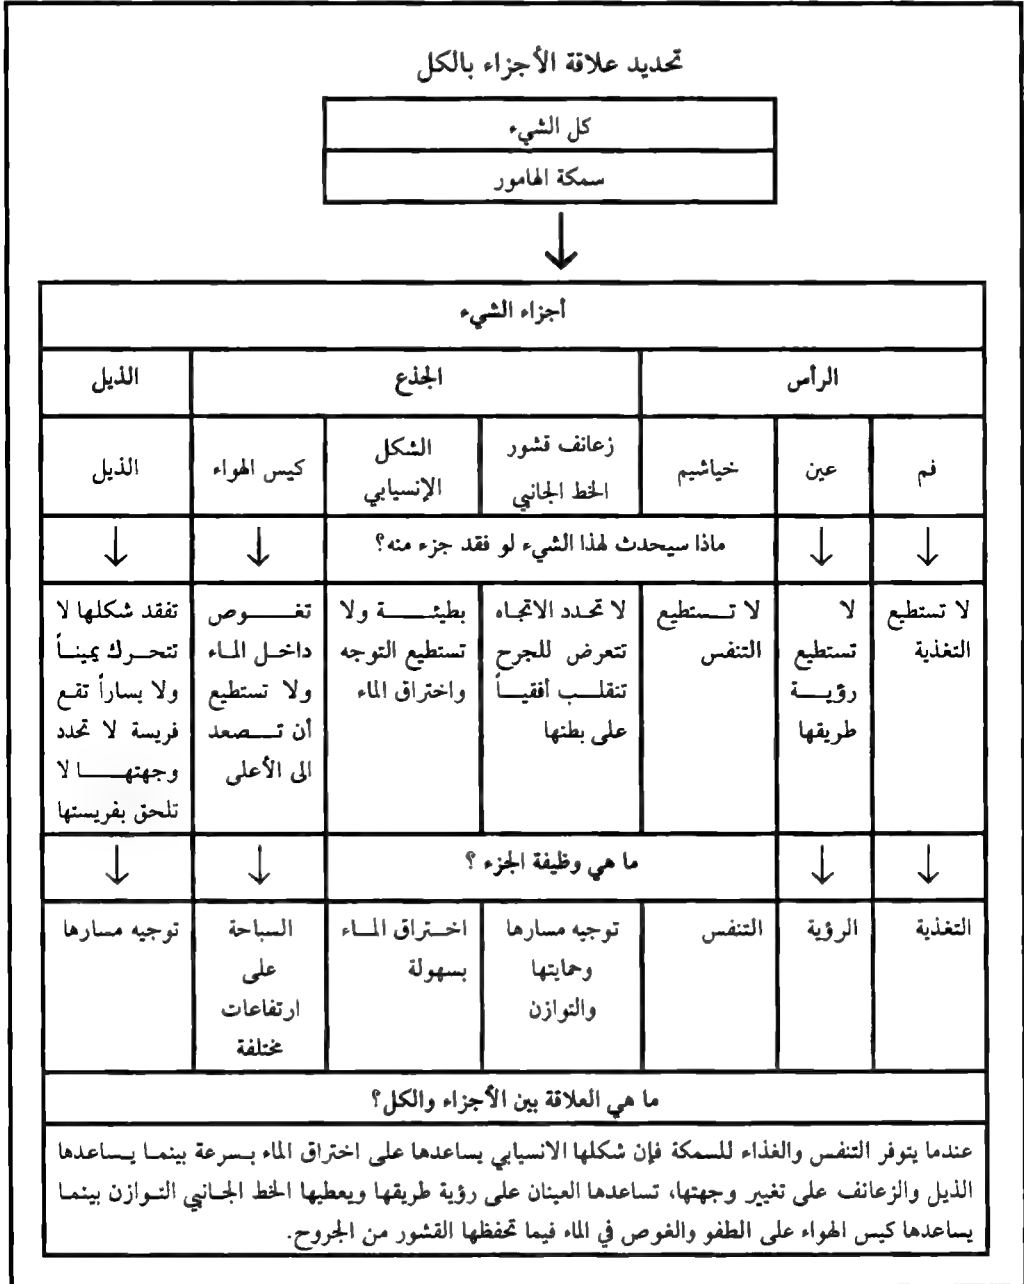 تحديد علاقة الأجزاء بالكل
كل الشيء
سمكة الهامور
أجزاء الشيء
الرأس
الجذع
الذيل
فم
عين
خياشيم
زعانف قشور
الخط الجانبي
الشكل
الإنسيابي
كيس الهواء
الذيل
ماذا سيحدث لهذا الشيء لو فقد جزء منه؟
لا تستطيع
التغذية
لا
تستطيع
رؤيــة
طريقها
لا تــستطيع
التنفس
لا تحدد الاتجاه
تتعرض للجرح
تنقلب أفقياً
على بطنها
بطيئــــة ولا
تستطيع التوجه
واختراق الماء
تغــــوص
داخل الماء
ولا تستطيع
أن تــصعد
الى الأعلى
تفقد شكلها لا
تتحرك يميناً
ولا يساراً تقع
فريسة لا تحدد
وجهتهــــا لا
تلحق بفريستها
ما هي وظيفة الجزء ؟
التغذية
الرؤية
التنفس
توجيه مسارها
وحمايتها
والتوازن
اختراق الماء
بسهولة
السباحة
على
ارتفاعات
مختلفة
توجيه مسارها
ما هي العلاقة بين الأجزاء والكل؟
عندما يتوفر التنفس والغذاء للسمكة فإن شكلها الانسيابي يساعدها على اختراق الماء بسرعة بينما يساعدها
الذيل والزعانف على تغيير وجهتها، تساعدها العينان على رؤية طريقها ويعطيها الخط الجانبي التوازن بينما
يساعدها كيس الهواء على الطفو والغوص في الماء فيما تحفظها القشور من الجروح.